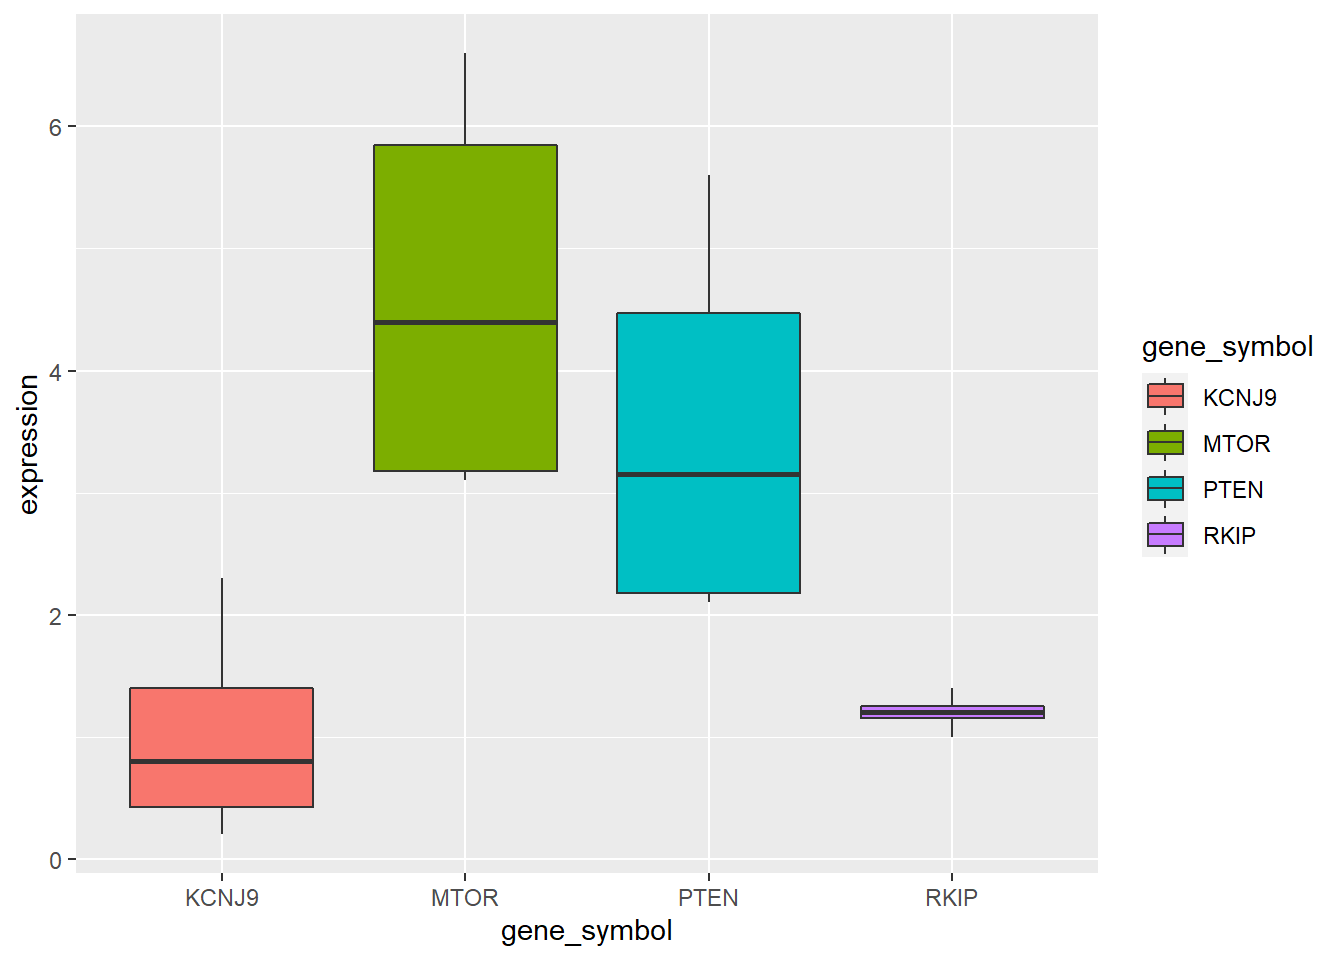 expression
6
4
2
0
KCNJ9 MTOR PTEN RKIP
gene_symbol
gene_symbol
KCNJ9
MTOR
PTEN
RKIP